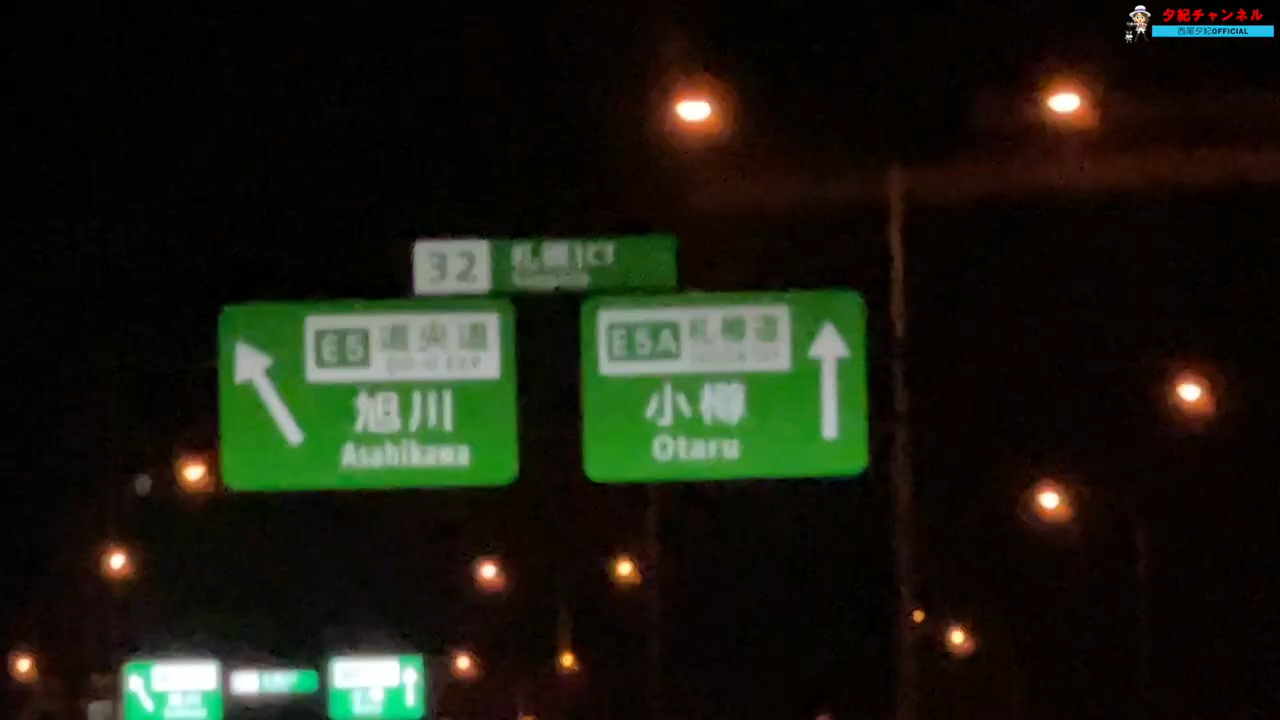 夕紀チャンネル
西尾夕紀OFFICIAL
32 札幌JCT
E5 道央道
旭川
Asahikawa
E5A 札樽道
小樽
Otaru